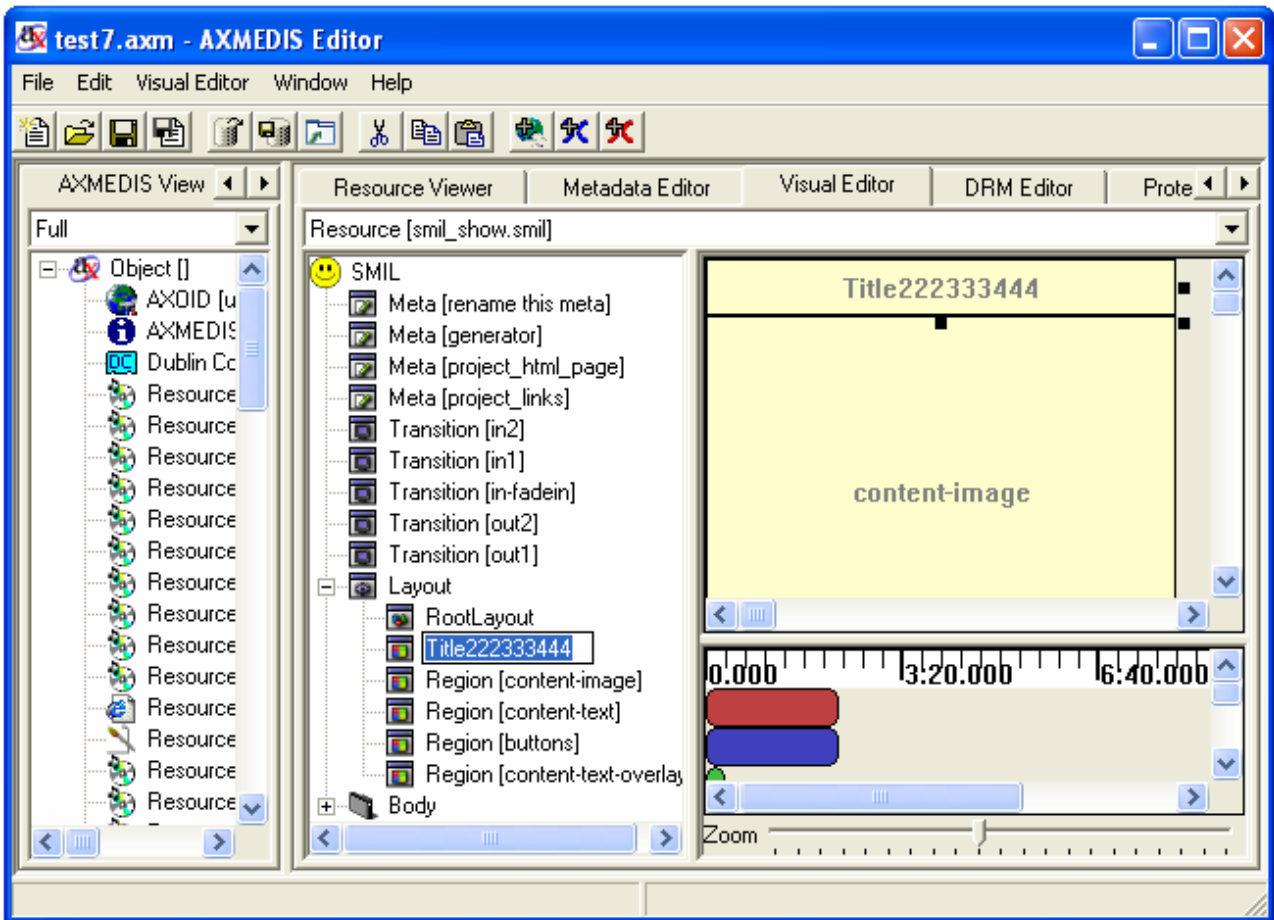 test7.axm - AXMEDIS Editor
File Edit Visual Editor Window Help
AXMEDIS View
Resource Viewer Metadata Editor Visual Editor DRM Editor Prote
Full
Resource [smil_show.smil]
Object []
AXOID [u
AXMEDIS
DC Dublin Co
Resource
Resource
Resource
Resource
Resource
Resource
Resource
Resource
Resource
Resource
Resource
Resource
Resource
Resource
SMIL
Meta [rename this meta]
Meta [generator]
Meta [project_html_page]
Meta [project_links]
Transition [in2]
Transition [in1]
Transition [in-fadein]
Transition [out2]
Transition [out1]
Layout
RootLayout
Title222333444
Region [content-image]
Region [content-text]
Region [buttons]
Region [content-text-overlay
Body
Title222333444
content-image
0.000 3:20.000 6:40.000
Zoom